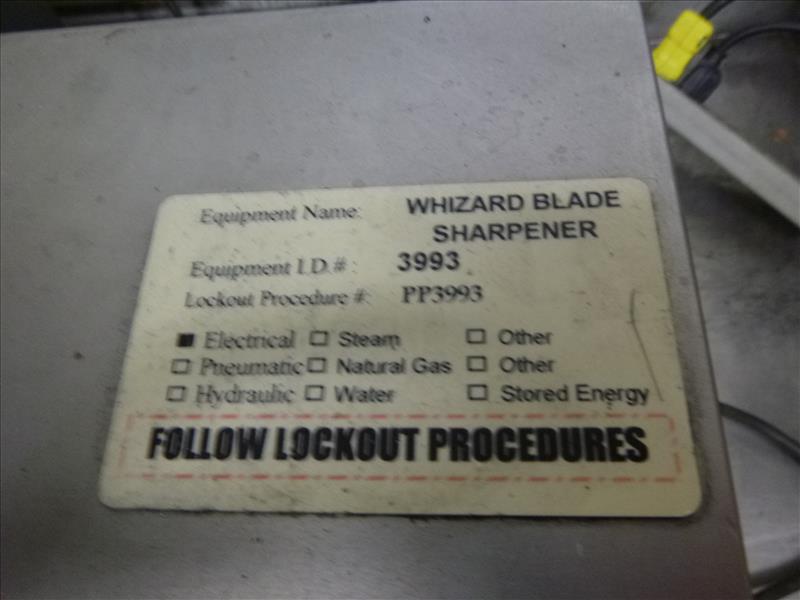 Equipment Name: WHIZARD BLADE
SHARPENER
Equipment I.D.#: 3993
Lockout Procedure #: PP3993
■ Electrical □ Steam □ Other
□ Pneumatic □ Natural Gas □ Other
□ Hydraulic □ Water □ Stored Energy
FOLLOW LOCKOUT PROCEDURES